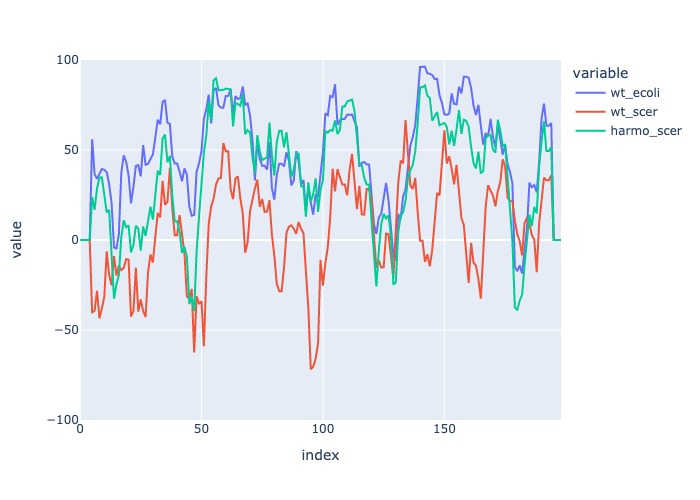 100
50
0
−50
−100
0
50
100
150
index
value
variable
wt_ecoli
wt_scer
harmo_scer